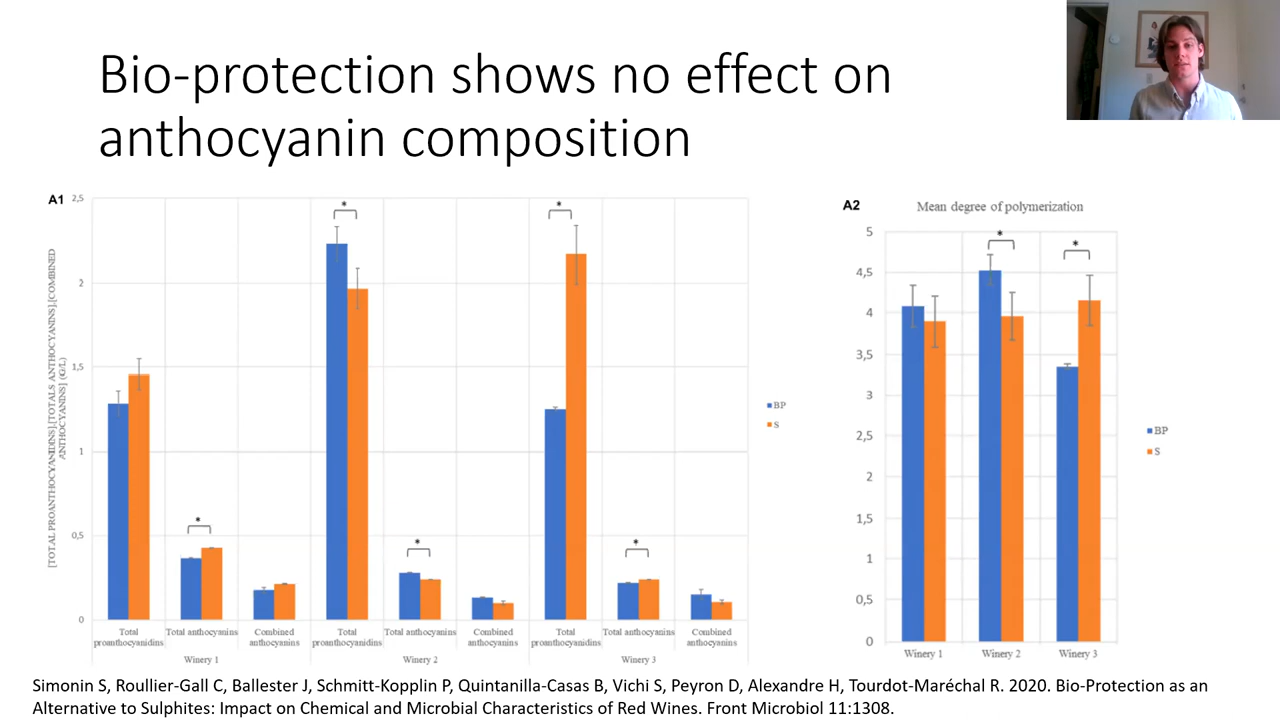 Bio-protection shows no effect on
anthocyanin composition
A1
[TOTAL PROANTHOCYANIDINS],[TOTALS ANTHOCYANINS],[COMBINED
ANTHOCYANINS] (G/L)
2,5
2
1,5
1
0,5
0
*
*
*
*
*
Total
proanthocyanidins
Total anthocyanins
Combined
anthocyanins
Total
proanthocyanidins
Total anthocyanins
Combined
anthocyanins
Total
proanthocyanidins
Total anthocyanins
Combined
anthocyanins
Winery 1
Winery 2
Winery 3
BP
S
A2
Mean degree of polymerization
5
4,5
4
3,5
3
2,5
2
1,5
1
0,5
0
*
*
Winery 1
Winery 2
Winery 3
BP
S
Simonin S, Roullier-Gall C, Ballester J, Schmitt-Kopplin P, Quintanilla-Casas B, Vichi S, Peyron D, Alexandre H, Tourdot-Maréchal R. 2020. Bio-Protection as an
Alternative to Sulphites: Impact on Chemical and Microbial Characteristics of Red Wines. Front Microbiol 11:1308.